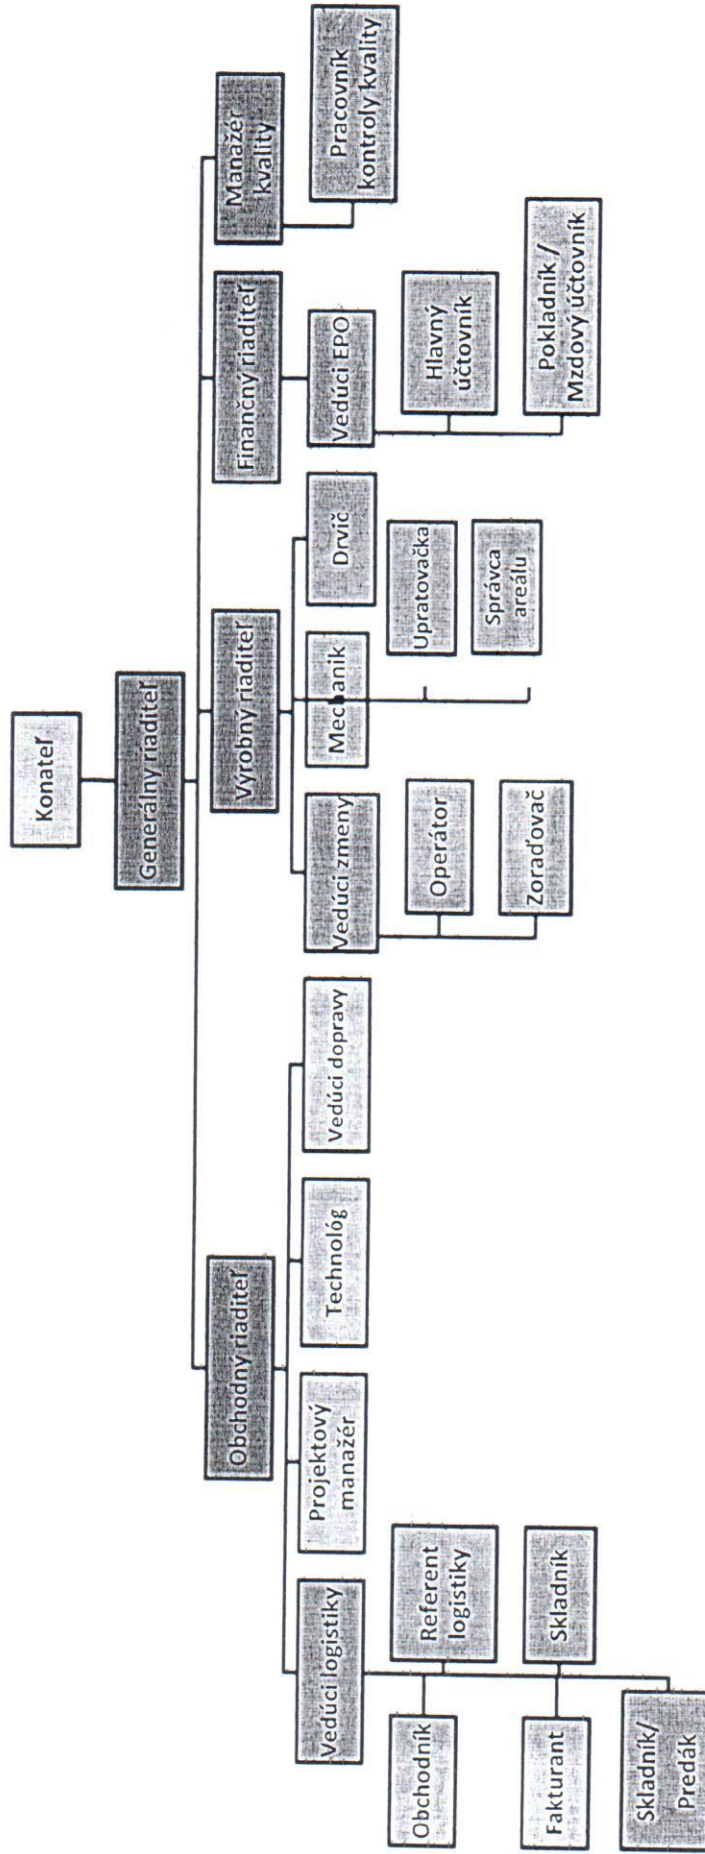 Konateľ
Generálny riaditeľ
Obchodný riaditeľ
Výrobný riaditeľ
Finančný riaditeľ
Manažér
kvality
Vedúci logistiky
Projektový
manažér
Technológ
Vedúci dopravy
Vedúci zmeny
Mechanik
Drvič
Vedúci EPO
Pracovník
kontroly kvality
Obchodník
Referent
logistiky
Operátor
Upratovačka
Hlavný
účtovník
Fakturant
Skladník
Zoraďovač
Správca
areálu
Pokladník /
Mzdový účtovník
Skladník/
Predák